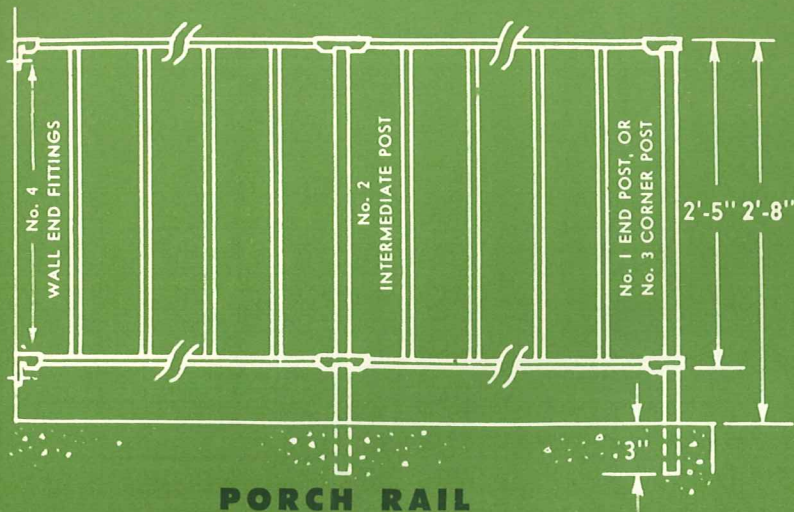 No. 4
WALL END FITTINGS
No. 2
INTERMEDIATE POST
No. 1 END POST, OR
No. 3 CORNER POST
2'-5" 2'-8"
3"
PORCH RAIL